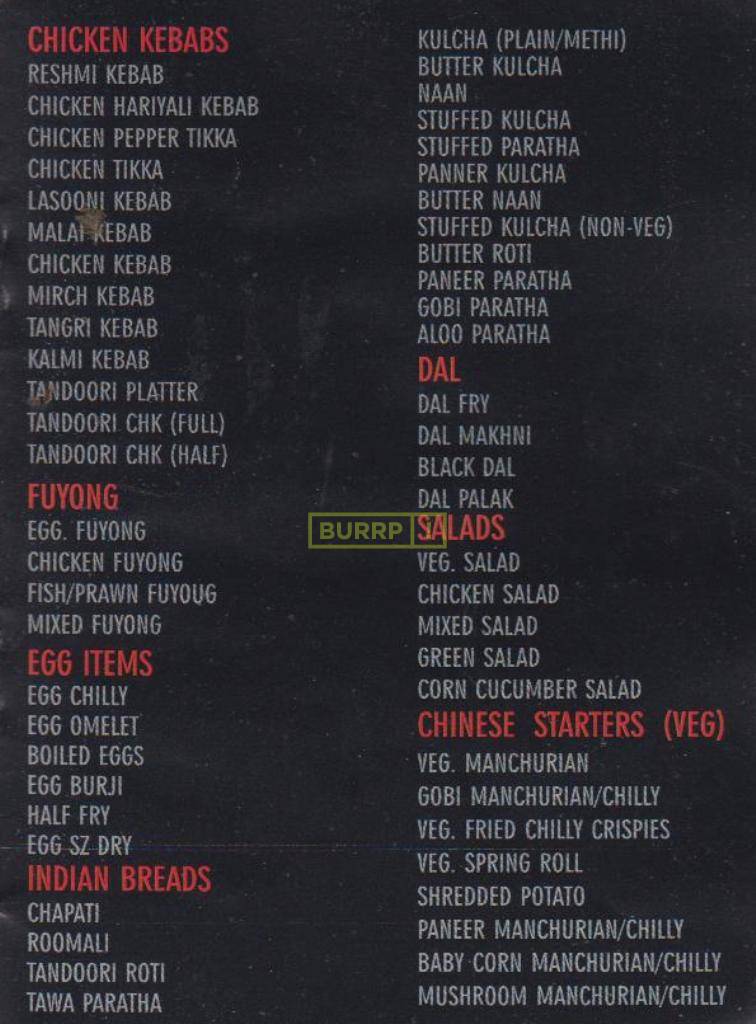 CHICKEN KEBABS
RESHMI KEBAB
CHICKEN HARIYALI KEBAB
CHICKEN PEPPER TIKKA
CHICKEN TIKKA
LASOONI KEBAB
MALAI KEBAB
CHICKEN KEBAB
MIRCH KEBAB
TANGRI KEBAB
KALMI KEBAB
TANDOORI PLATTER
TANDOORI CHK (FULL)
TANDOORI CHK (HALF)
FUYONG
EGG. FUYONG
CHICKEN FUYONG
FISH/PRAWN FUYOUG
MIXED FUYONG
EGG ITEMS
EGG CHILLY
EGG OMELET
BOILED EGGS
EGG BURJI
HALF FRY
EGG SZ DRY
INDIAN BREADS
CHAPATI
ROOMALI
TANDOORI ROTI
TAWA PARATHA
KULCHA (PLAIN/METHI)
BUTTER KULCHA
NAAN
STUFFED KULCHA
STUFFED PARATHA
PANNER KULCHA
BUTTER NAAN
STUFFED KULCHA (NON-VEG)
BUTTER ROTI
PANEER PARATHA
GOBI PARATHA
ALOO PARATHA
DAL
DAL FRY
DAL MAKHNI
BLACK DAL
DAL PALAK
BURRP
SALADS
VEG. SALAD
CHICKEN SALAD
MIXED SALAD
GREEN SALAD
CORN CUCUMBER SALAD
CHINESE STARTERS (VEG)
VEG. MANCHURIAN
GOBI MANCHURIAN/CHILLY
VEG. FRIED CHILLY CRISPIES
VEG. SPRING ROLL
SHREDDED POTATO
PANEER MANCHURIAN/CHILLY
BABY CORN MANCHURIAN/CHILLY
MUSHROOM MANCHURIAN/CHILLY